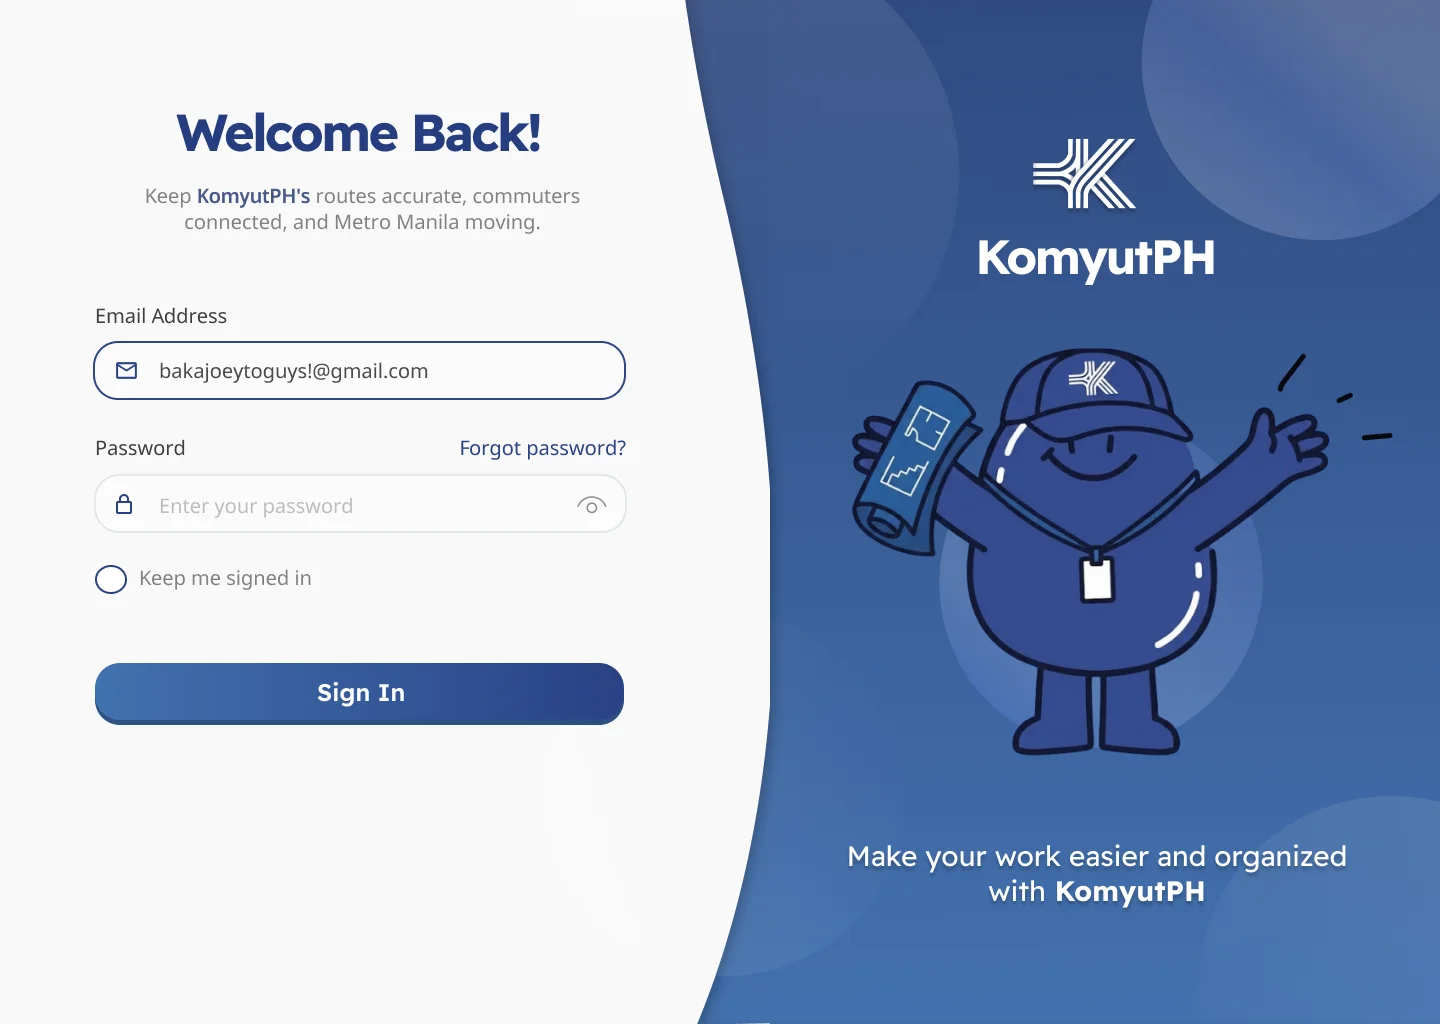 Welcome Back!
Keep KomyutPH's routes accurate, commuters
connected, and Metro Manila moving.
Email Address
bakajoeytoguys!@gmail.com
Password
Forgot password?
Enter your password
Keep me signed in
Sign In
KomyutPH
Make your work easier and organized
with KomyutPH